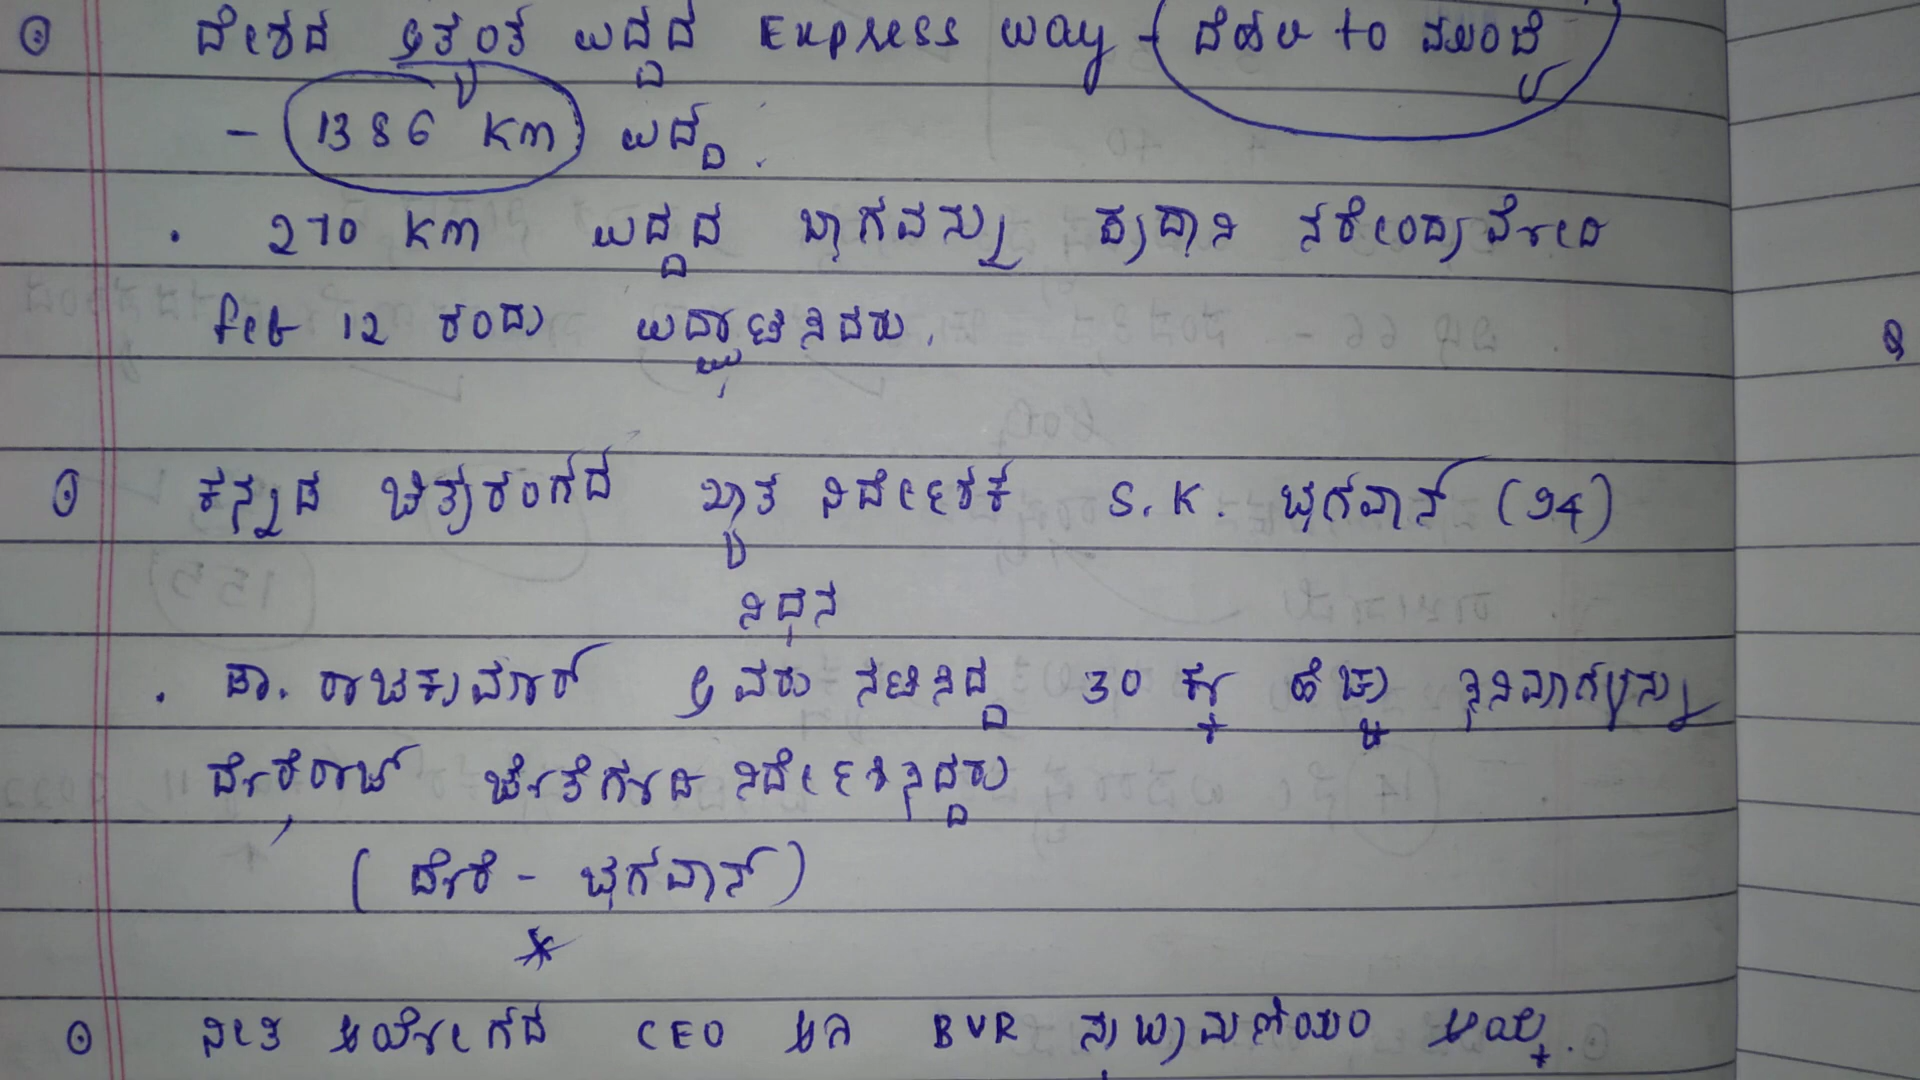 ದೇಶದ ಅತ್ಯಂತ ಉದ್ದದ Express way - ದೆಹಲಿ to ಮುಂಬೈ
- 1386 Km ಉದ್ದ.
. 270 Km ಉದ್ದದ ಭಾಗವನ್ನು ಪ್ರಧಾನಿ ನರೇಂದ್ರ ಮೋದಿ
feb 12 ರಂದು ಉದ್ಘಾಟಿಸಿದರು.
ಕನ್ನಡ ಚಿತ್ರರಂಗದ ಖ್ಯಾತ ನಿರ್ದೇಶಕ S. K. ಭಗವಾನ್ (94)
ನಿಧನ
. ಡಾ. ರಾಜಕುಮಾರ್ ಅವರು ನಟಿಸಿದ್ದ 30 ಕ್ಕೂ ಹೆಚ್ಚು ಸಿನಿಮಾಗಳನ್ನು
ದೊರೈರಾಜ್ ಜೊತೆಗೂಡಿ ನಿರ್ದೇಶಿಸಿದ್ದರು
( ದೊರೆ - ಭಗವಾನ್ )
ನೀತಿ ಆಯೋಗದ CEO ಆಗಿ BVR ಸುಬ್ರಮಣಿಯಂ ಆಯ್ಕೆ.